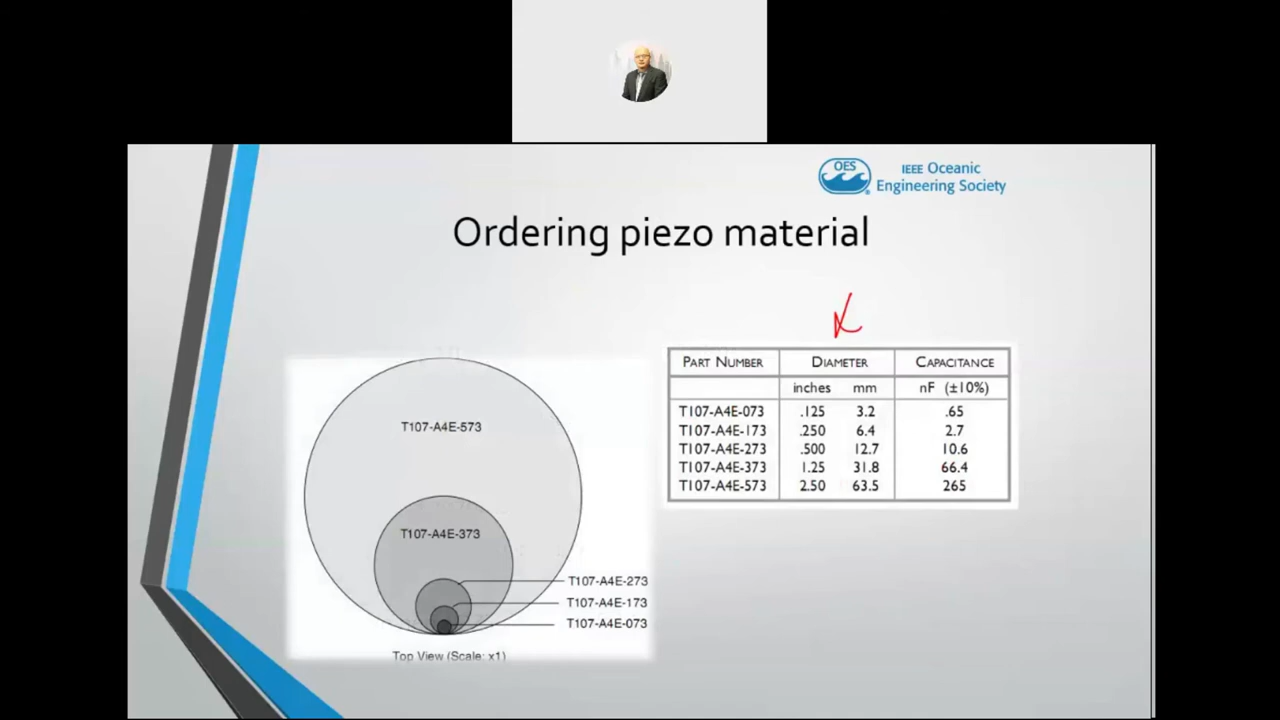 OES
IEEE Oceanic
Engineering Society
Ordering piezo material
PART NUMBER DIAMETER CAPACITANCE
inches mm nF (±10%)
T107-A4E-073 .125 3.2 .65
T107-A4E-173 .250 6.4 2.7
T107-A4E-273 .500 12.7 10.6
T107-A4E-373 1.25 31.8 66.4
T107-A4E-573 2.50 63.5 265
T107-A4E-573
T107-A4E-373
T107-A4E-273
T107-A4E-173
T107-A4E-073
Top View (Scale: x1)